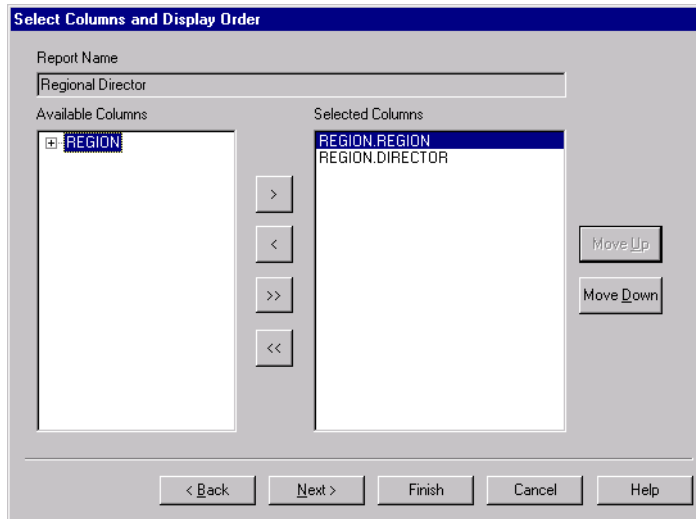 Select Columns and Display Order
Report Name
Regional Director
Available Columns
Selected Columns
REGION
REGION.REGION
REGION.DIRECTOR
>
<
>>
<<
Move Up
Move Down
< Back
Next >
Finish
Cancel
Help